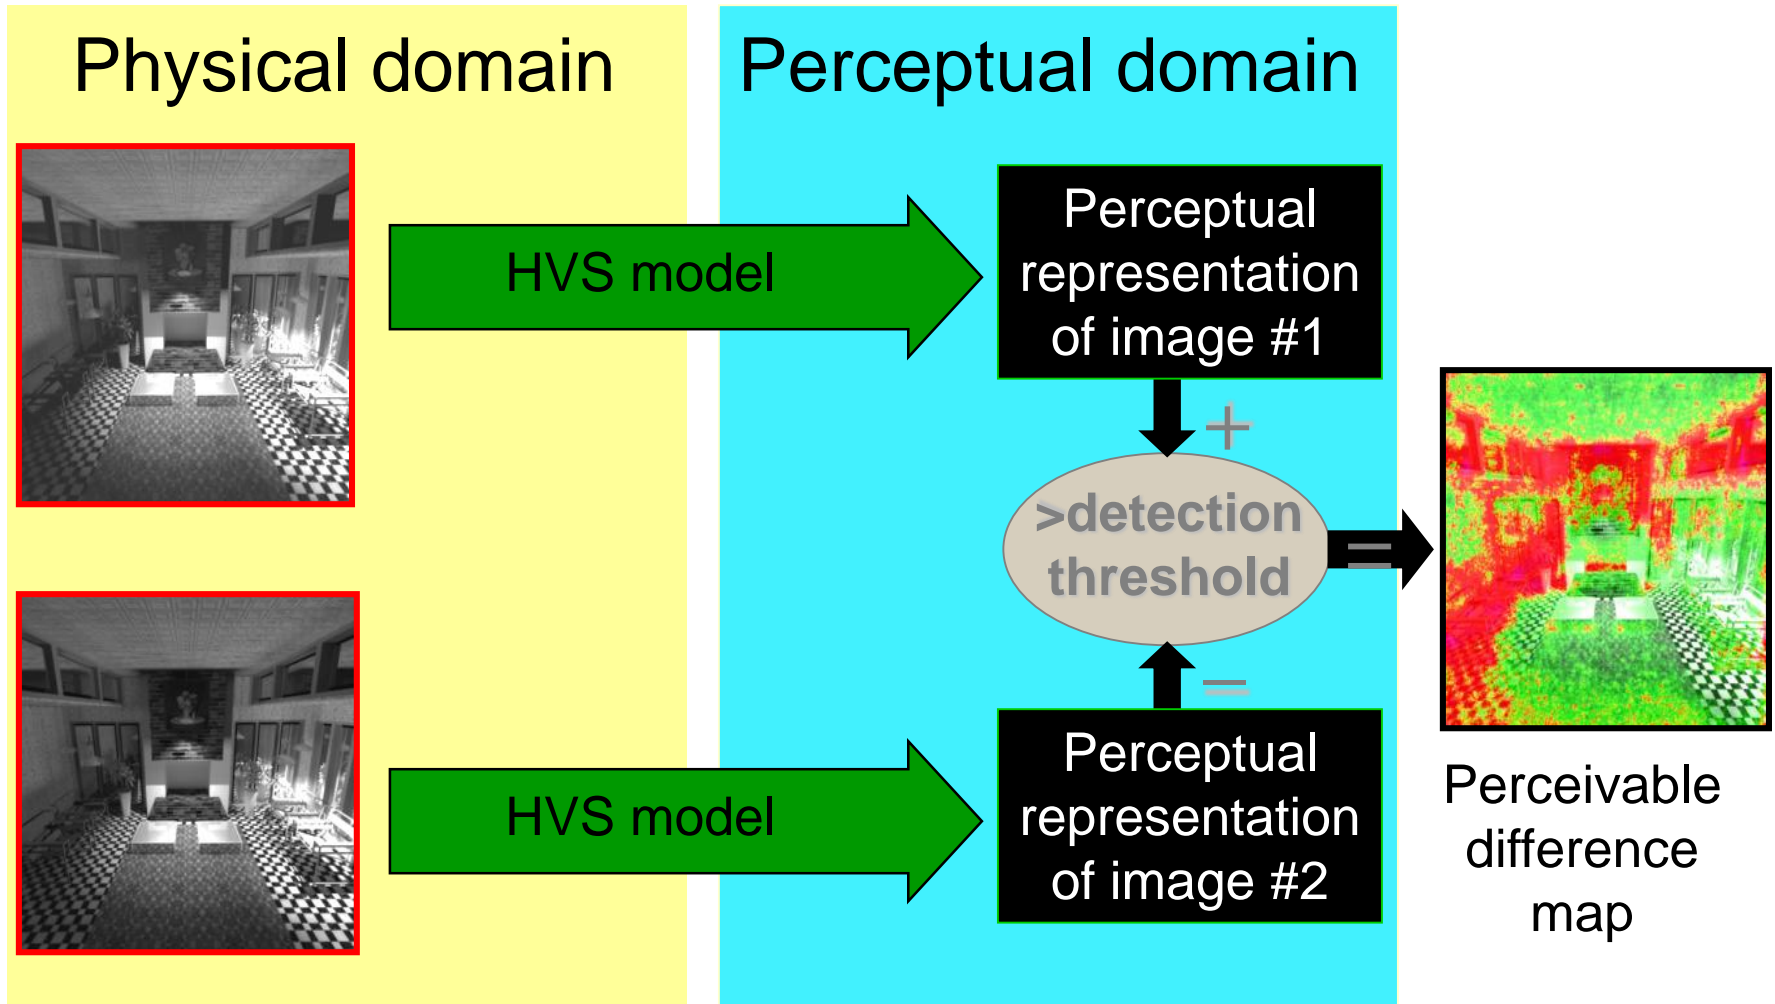 Physical domain
Perceptual domain
HVS model
Perceptual
representation
of image #1
+
>detection
threshold
=
–
HVS model
Perceptual
representation
of image #2
Perceivable
difference
map